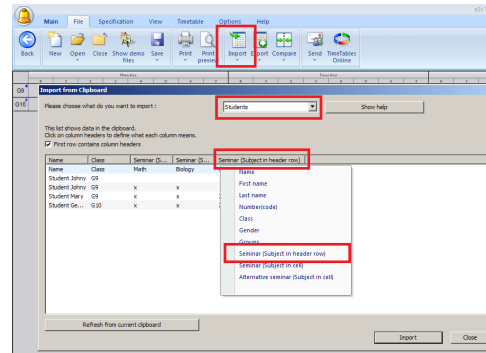 Main File Specification View Timetable Options Help
Back New Open Close Show demo files Save Print Print preview Import Export Compare Send TimeTables Online
Monday Tuesday
G9
G10
Import from Clipboard
Please choose what do you want to import :
Students
Show help
This list shows data in the clipboard.
Click on column headers to define what each column means.
First row contains column headers
Name Class Seminar (S... Seminar (S... Seminar (Subject in header row)
Name Class Math Biology
Student Johny G9
Student Johny G9 x x
Student Mary G9 x x
Student Ge... G10 x
Name
First name
Last name
Number(code)
Class
Gender
Groups
Seminar (Subject in header row)
Seminar (Subject in cell)
Alternative seminar (Subject in cell)
Refresh from current clipboard
Import
Close